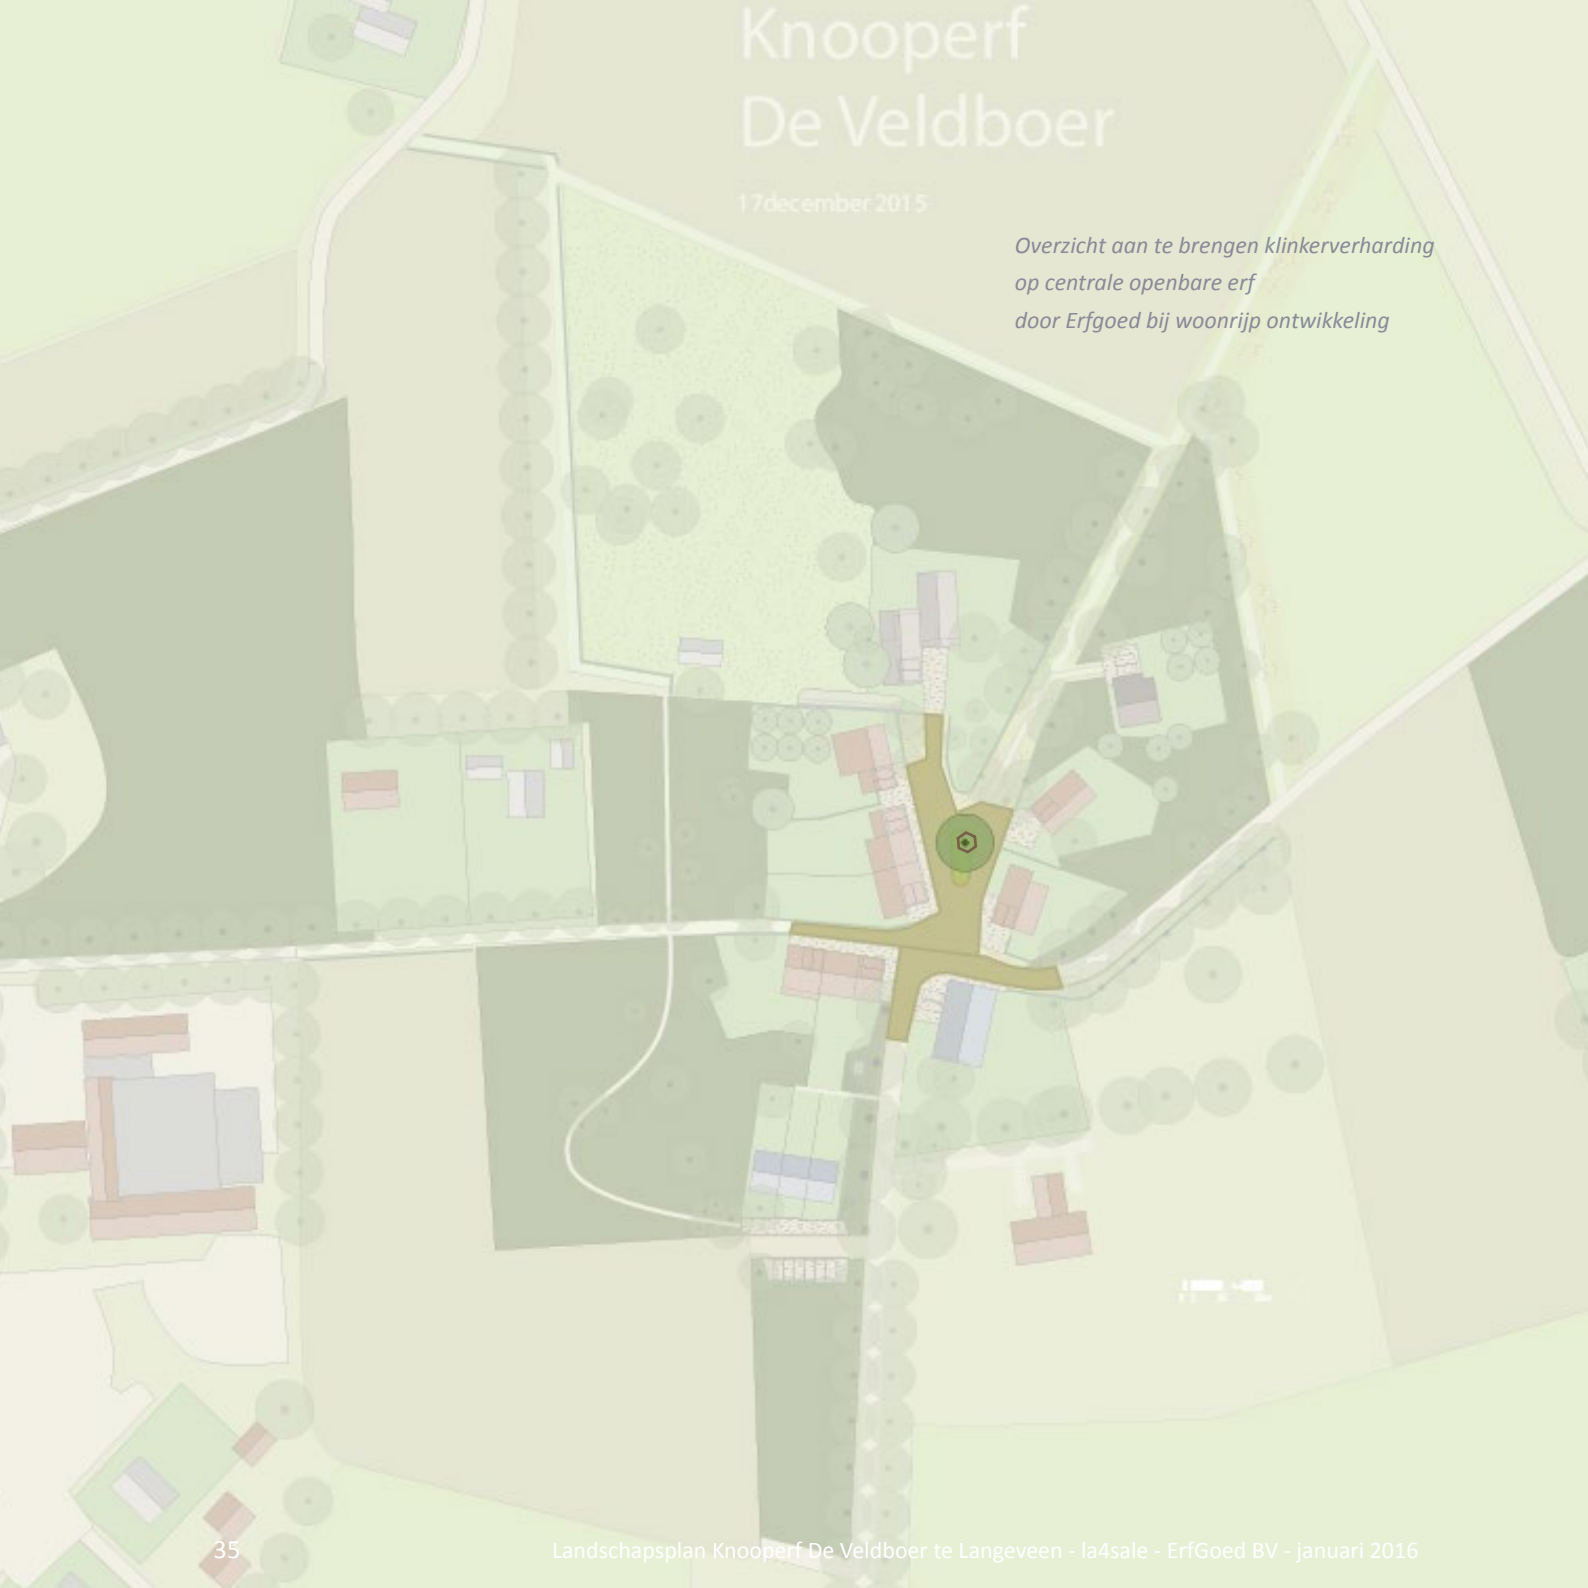 Knooperf
De Veldboer
17december 2015
Overzicht aan te brengen klinkerverharding
op centrale openbare erf
door Erfgoed bij woonrijp ontwikkeling
35
Landschapsplan Knooperf De Veldboer te Langeveen - la4sale - ErfGoed BV - januari 2016